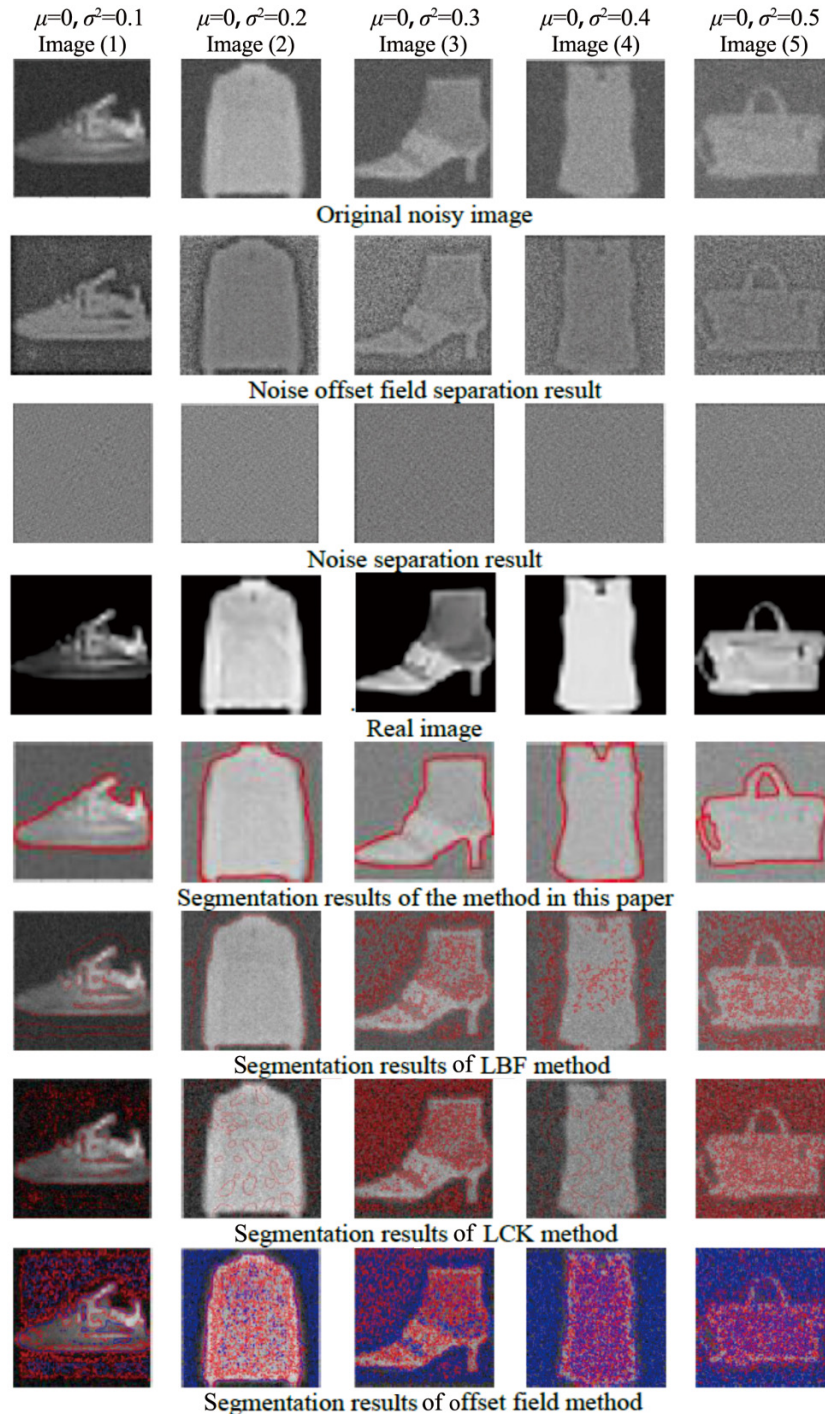 μ=0, σ²=0.1 μ=0, σ²=0.2 μ=0, σ²=0.3 μ=0, σ²=0.4 μ=0, σ²=0.5
Image (1) Image (2) Image (3) Image (4) Image (5)
Original noisy image
Noise offset field separation result
Noise separation result
Real image
Segmentation results of the method in this paper
Segmentation results of LBF method
Segmentation results of LCK method
Segmentation results of offset field method